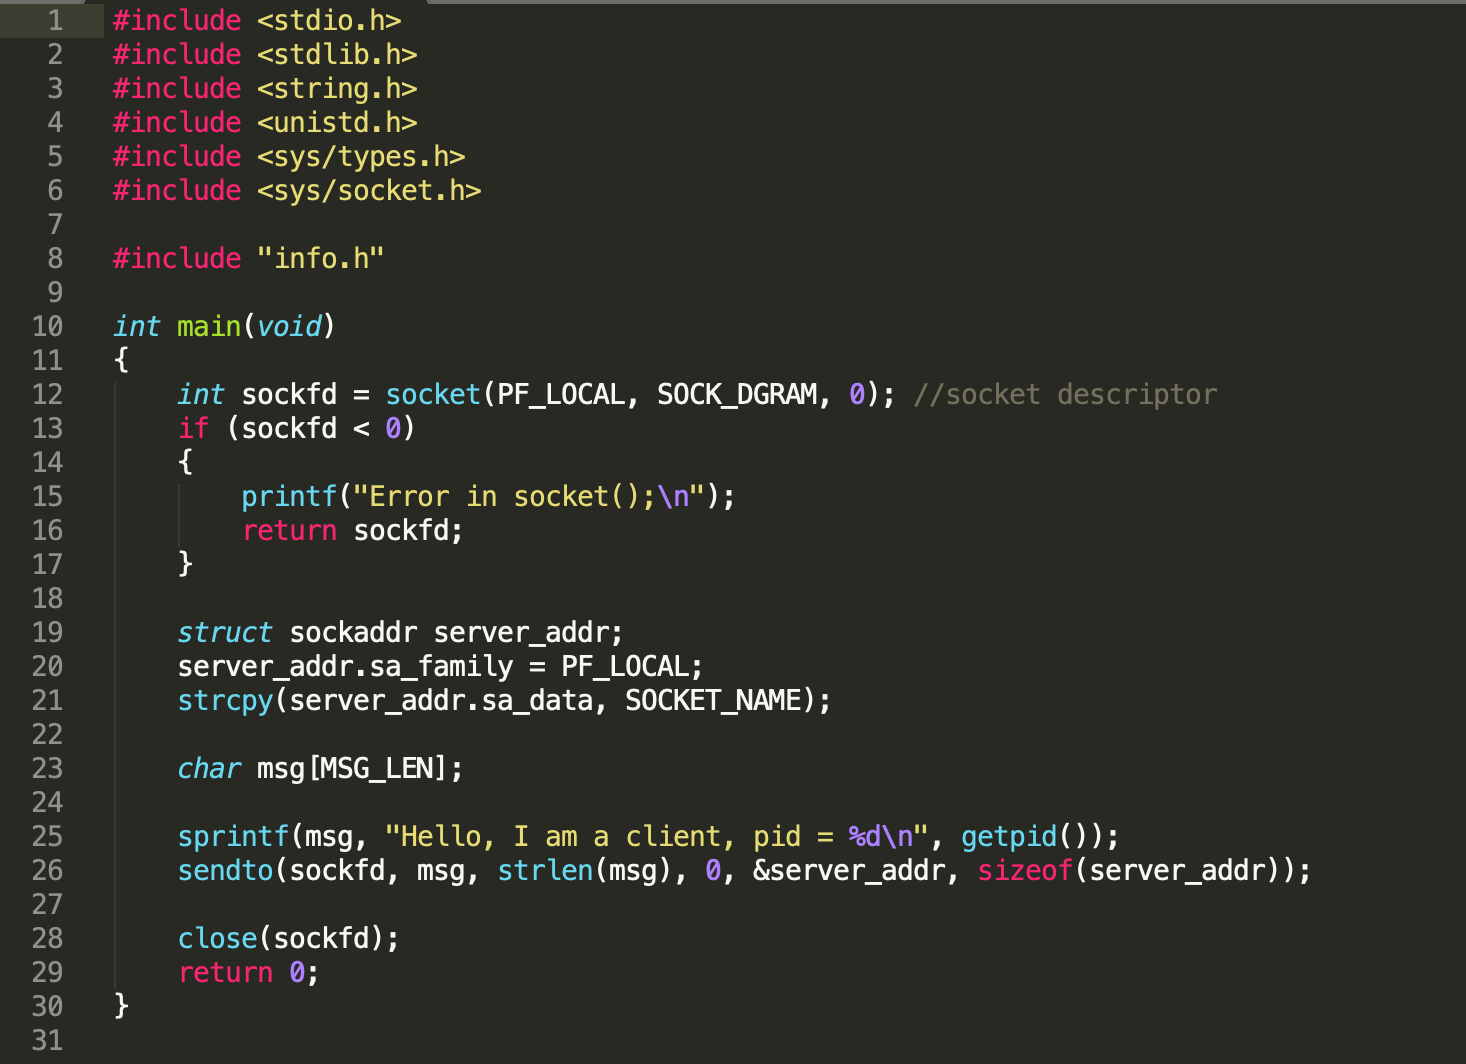 1 #include <stdio.h>
2 #include <stdlib.h>
3 #include <string.h>
4 #include <unistd.h>
5 #include <sys/types.h>
6 #include <sys/socket.h>
7
8 #include "info.h"
9
10 int main(void)
11 {
12     int sockfd = socket(PF_LOCAL, SOCK_DGRAM, 0); //socket descriptor
13     if (sockfd < 0)
14     {
15         printf("Error in socket();\n");
16         return sockfd;
17     }
18
19     struct sockaddr server_addr;
20     server_addr.sa_family = PF_LOCAL;
21     strcpy(server_addr.sa_data, SOCKET_NAME);
22
23     char msg[MSG_LEN];
24
25     sprintf(msg, "Hello, I am a client, pid = %d\n", getpid());
26     sendto(sockfd, msg, strlen(msg), 0, &server_addr, sizeof(server_addr));
27
28     close(sockfd);
29     return 0;
30 }
31